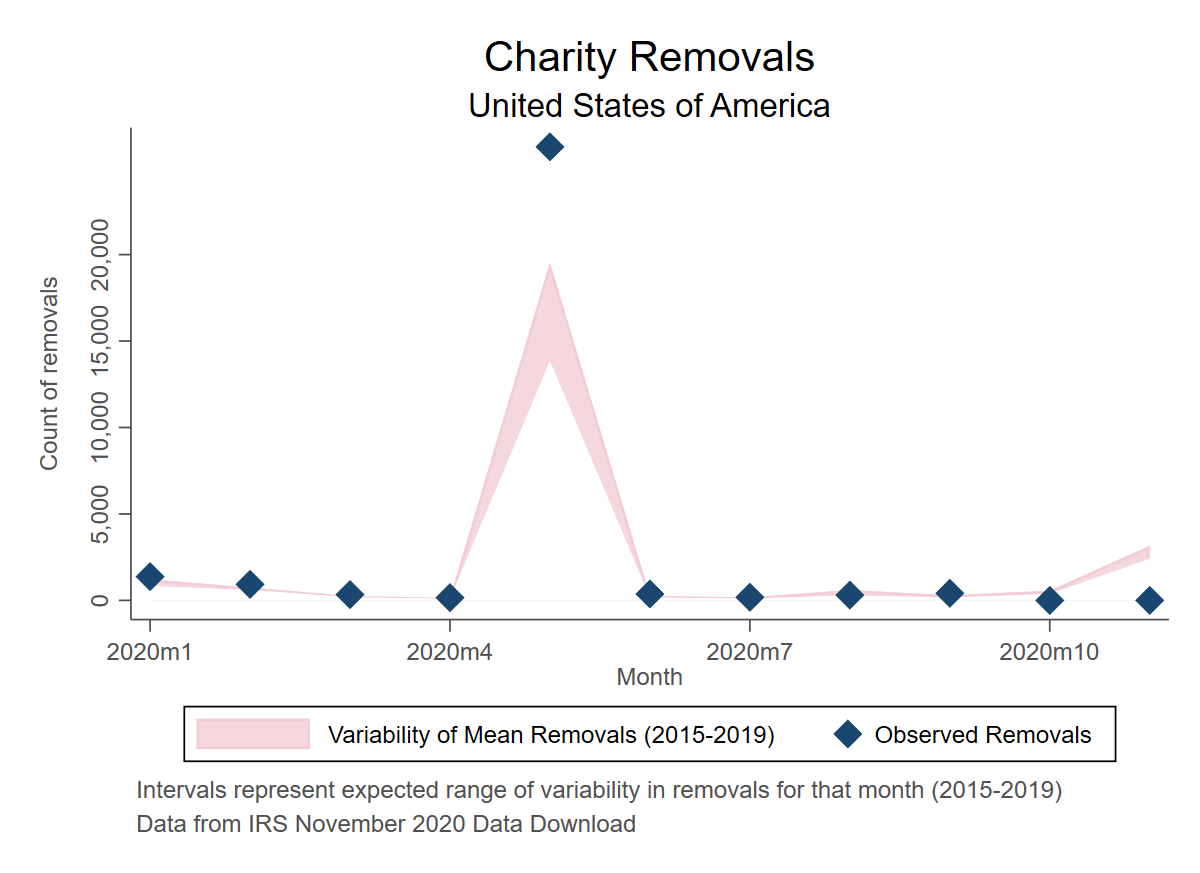 Charity Removals
United States of America
Count of removals
20,000
15,000
10,000
5,000
0
2020m1
2020m4
2020m7
2020m10
Month
Variability of Mean Removals (2015-2019)
Observed Removals
Intervals represent expected range of variability in removals for that month (2015-2019)
Data from IRS November 2020 Data Download